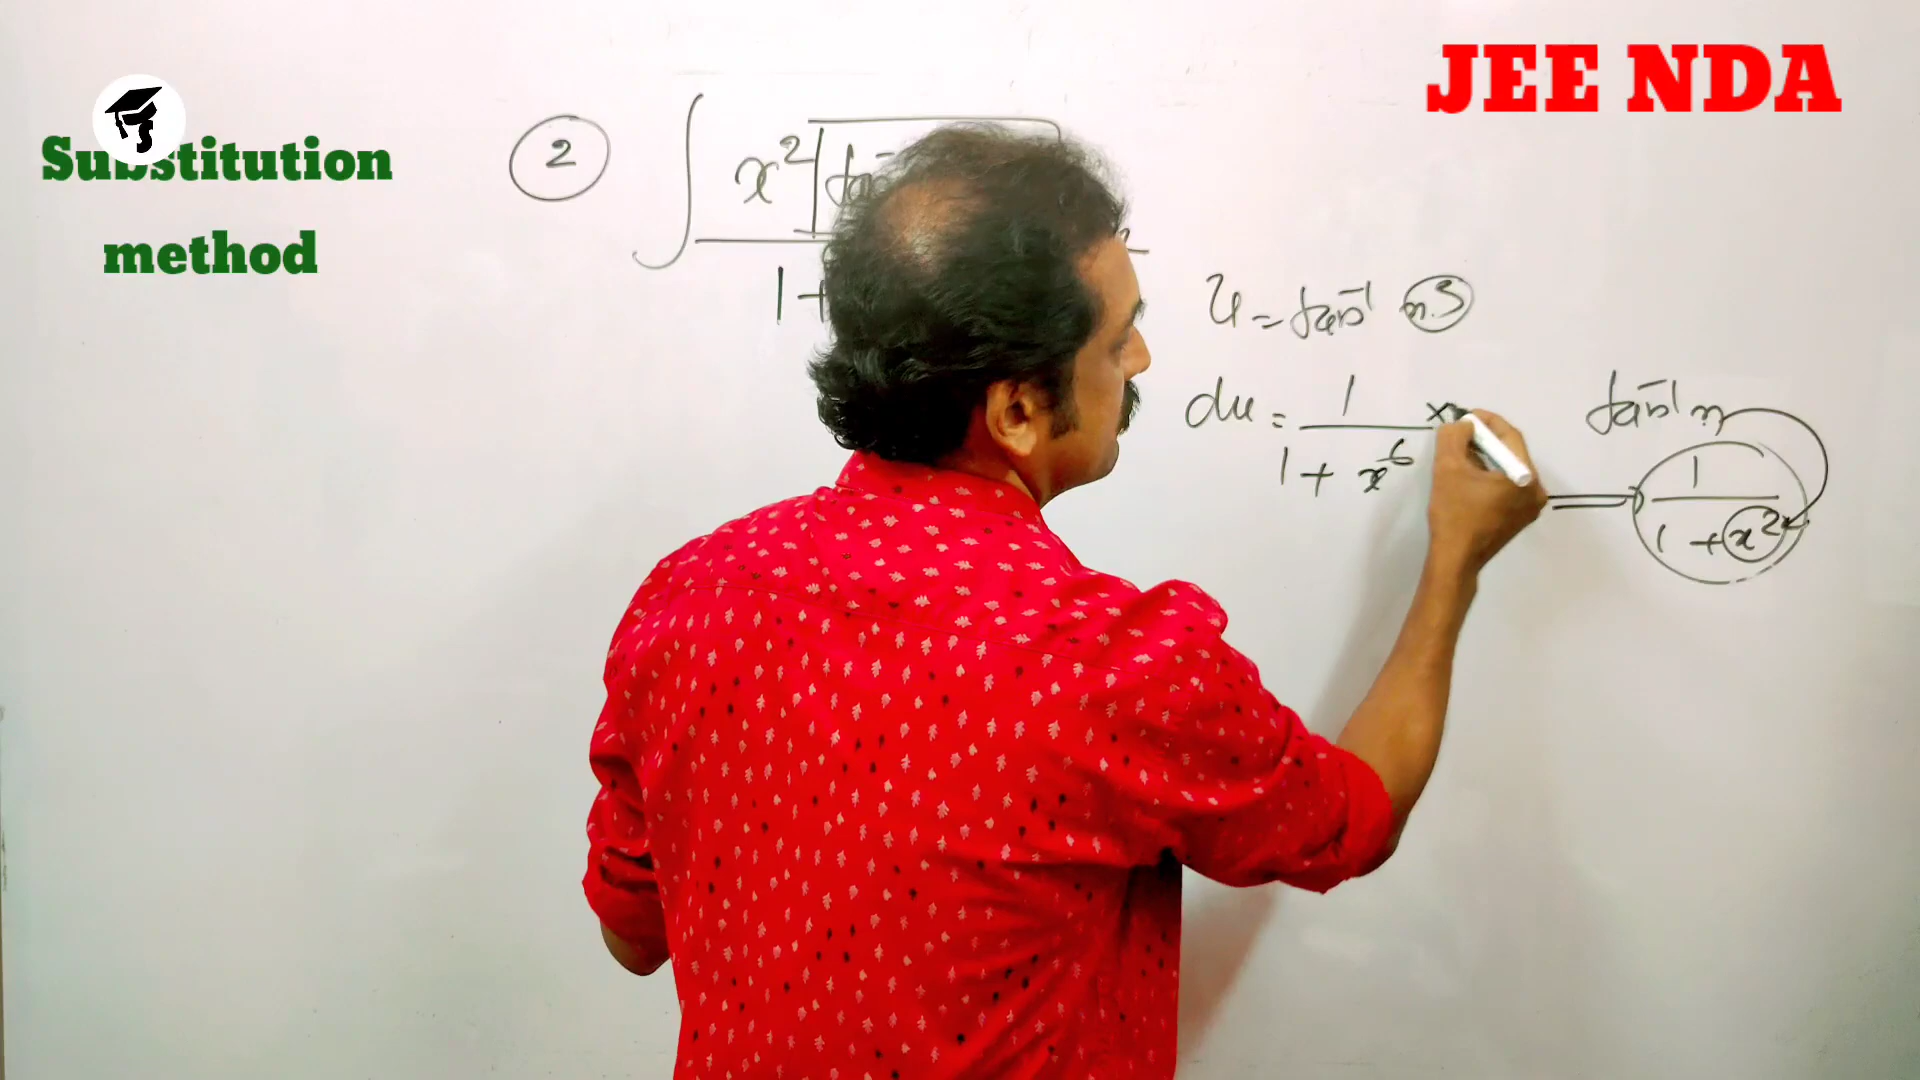 JEE NDA
Substitution
method
2
∫ x² √ta
1+
u = tan⁻¹ x³
du = 1 / 1 + x⁶ ×
tan⁻¹ x
1 / 1 + x²